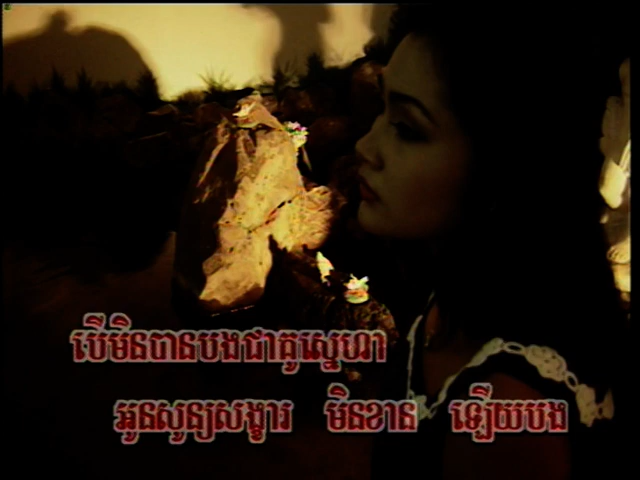 បើមិនបានបងជាគូស្នេហា
អូនសូន្យសង្ខារ មិនខាន ឡើយបង